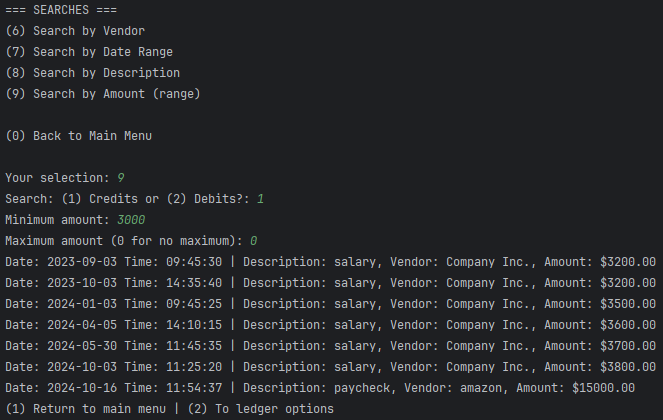 === SEARCHES ===
(6) Search by Vendor
(7) Search by Date Range
(8) Search by Description
(9) Search by Amount (range)
(0) Back to Main Menu
Your selection: 9
Search: (1) Credits or (2) Debits?: 1
Minimum amount: 3000
Maximum amount (0 for no maximum): 0
Date: 2023-09-03 Time: 09:45:30 | Description: salary, Vendor: Company Inc., Amount: $3200.00
Date: 2023-10-03 Time: 14:35:40 | Description: salary, Vendor: Company Inc., Amount: $3200.00
Date: 2024-01-03 Time: 09:45:25 | Description: salary, Vendor: Company Inc., Amount: $3500.00
Date: 2024-04-05 Time: 14:10:15 | Description: salary, Vendor: Company Inc., Amount: $3600.00
Date: 2024-05-30 Time: 11:45:35 | Description: salary, Vendor: Company Inc., Amount: $3700.00
Date: 2024-10-03 Time: 11:25:20 | Description: salary, Vendor: Company Inc., Amount: $3800.00
Date: 2024-10-16 Time: 11:54:37 | Description: paycheck, Vendor: amazon, Amount: $15000.00
(1) Return to main menu | (2) To ledger options